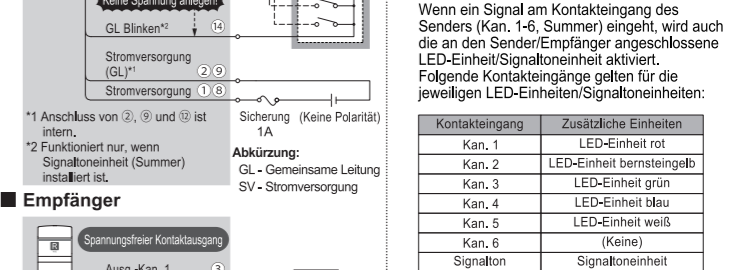 Keine Spannung anlegen!
GL Blinken*2 ⑭
Stromversorgung
(GL)*1 ②⑨
Stromversorgung ①⑧
*1 Anschluss von ②, ⑨ und ⑫ ist
intern.
*2 Funktioniert nur, wenn
Signaltoneinheit (Summer)
installiert ist.
Sicherung (Keine Polarität)
1A
Abkürzung:
GL - Gemeinsame Leitung
SV - Stromversorgung
■ Empfänger
R
Spannungsfreier Kontaktausgang
Ausg.-Kan. 1 ③
Wenn ein Signal am Kontakteingang des
Senders (Kan. 1-6, Summer) eingeht, wird auch
die an den Sender/Empfänger angeschlossene
LED-Einheit/Signaltoneinheit aktiviert.
Folgende Kontakteingänge gelten für die
jeweiligen LED-Einheiten/Signaltoneinheiten:
Kontakteingang Zusätzliche Einheiten
Kan. 1 LED-Einheit rot
Kan. 2 LED-Einheit bernsteingelb
Kan. 3 LED-Einheit grün
Kan. 4 LED-Einheit blau
Kan. 5 LED-Einheit weiß
Kan. 6 (Keine)
Signalton Signaltoneinheit